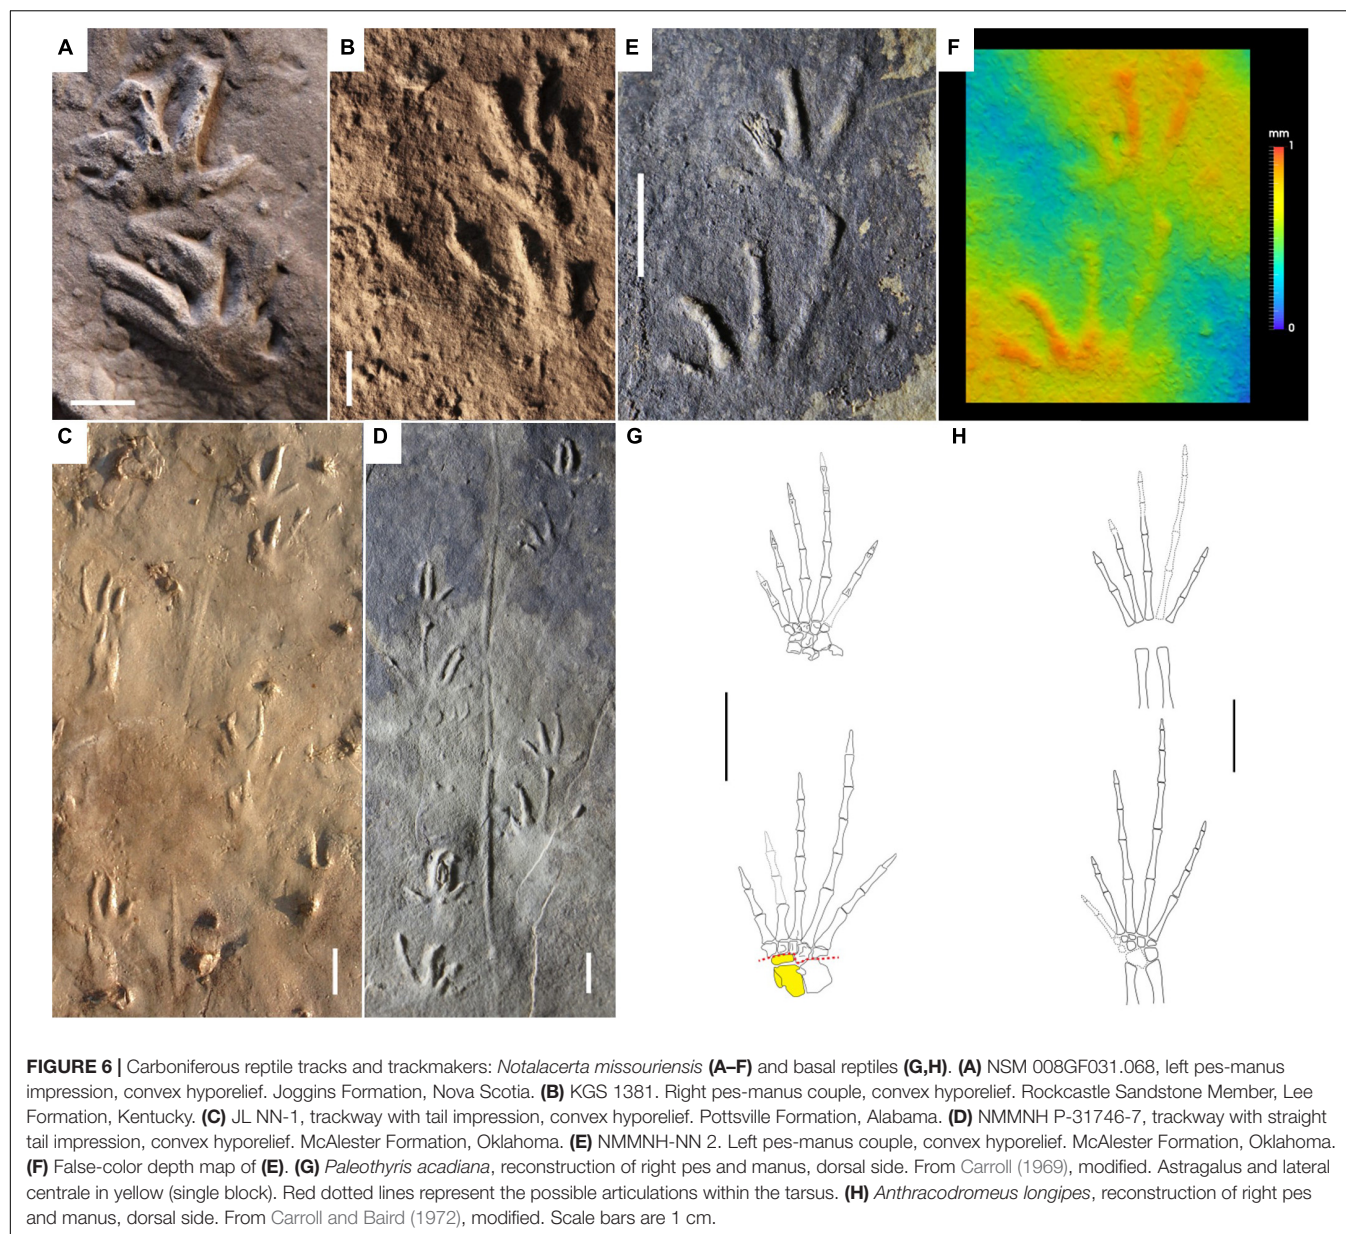 A
B
E
F
mm
1
0
C
D
G
H
FIGURE 6 | Carboniferous reptile tracks and trackmakers: Notalacerta missouriensis (A–F) and basal reptiles (G,H). (A) NSM 008GF031.068, left pes-manus
impression, convex hyporelief. Joggins Formation, Nova Scotia. (B) KGS 1381. Right pes-manus couple, convex hyporelief. Rockcastle Sandstone Member, Lee
Formation, Kentucky. (C) JL NN-1, trackway with tail impression, convex hyporelief. Pottsville Formation, Alabama. (D) NMMNH P-31746-7, trackway with straight
tail impression, convex hyporelief. McAlester Formation, Oklahoma. (E) NMMNH-NN 2. Left pes-manus couple, convex hyporelief. McAlester Formation, Oklahoma.
(F) False-color depth map of (E). (G) Paleothyris acadiana, reconstruction of right pes and manus, dorsal side. From Carroll (1969), modified. Astragalus and lateral
centrale in yellow (single block). Red dotted lines represent the possible articulations within the tarsus. (H) Anthracodromeus longipes, reconstruction of right pes
and manus, dorsal side. From Carroll and Baird (1972), modified. Scale bars are 1 cm.